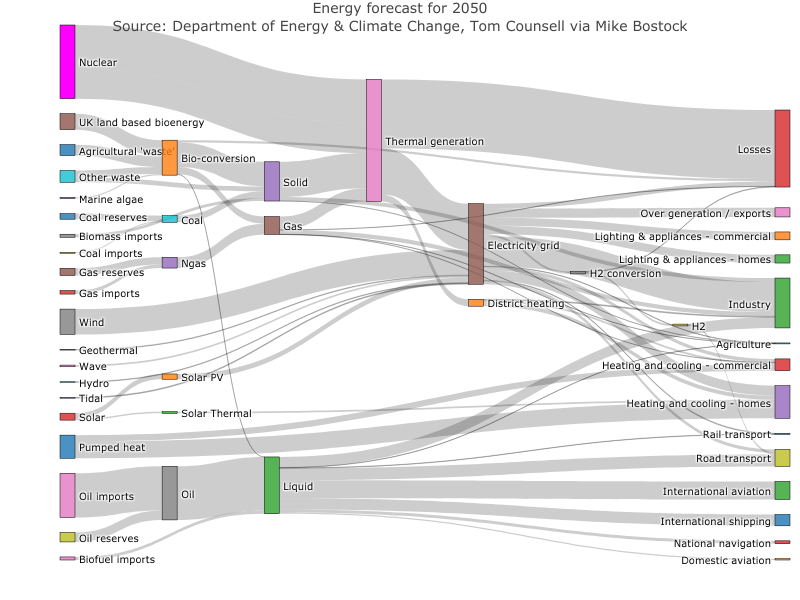 Energy forecast for 2050
Source: Department of Energy & Climate Change, Tom Counsell via Mike Bostock
Nuclear
UK land based bioenergy
Agricultural 'waste'
Other waste
Marine algae
Coal reserves
Biomass imports
Coal imports
Gas reserves
Gas imports
Wind
Geothermal
Wave
Hydro
Tidal
Solar
Pumped heat
Oil imports
Oil reserves
Biofuel imports
Bio-conversion
Coal
Ngas
Solar PV
Solar Thermal
Oil
Solid
Gas
Liquid
Thermal generation
Electricity grid
District heating
H2 conversion
H2
Losses
Over generation / exports
Lighting & appliances - commercial
Lighting & appliances - homes
Industry
Agriculture
Heating and cooling - commercial
Heating and cooling - homes
Rail transport
Road transport
International aviation
International shipping
National navigation
Domestic aviation